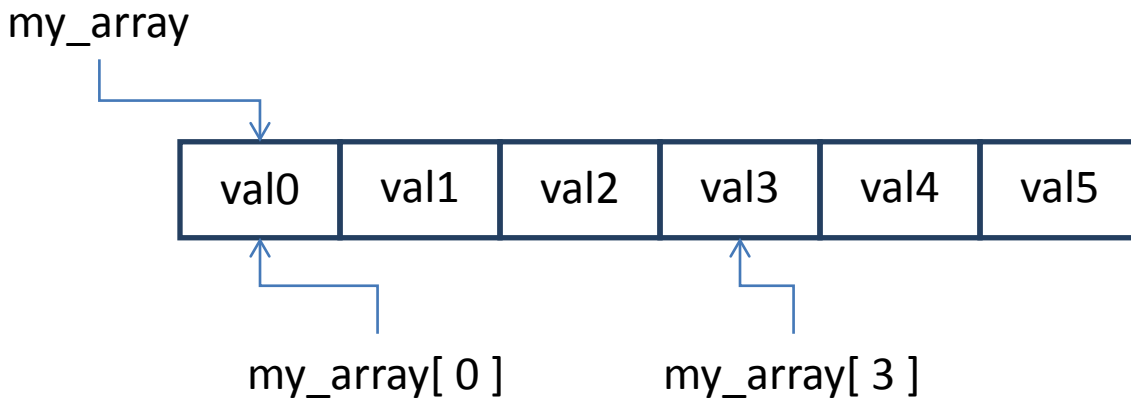 my_array
val0 val1 val2 val3 val4 val5
my_array[ 0 ] my_array[ 3 ]